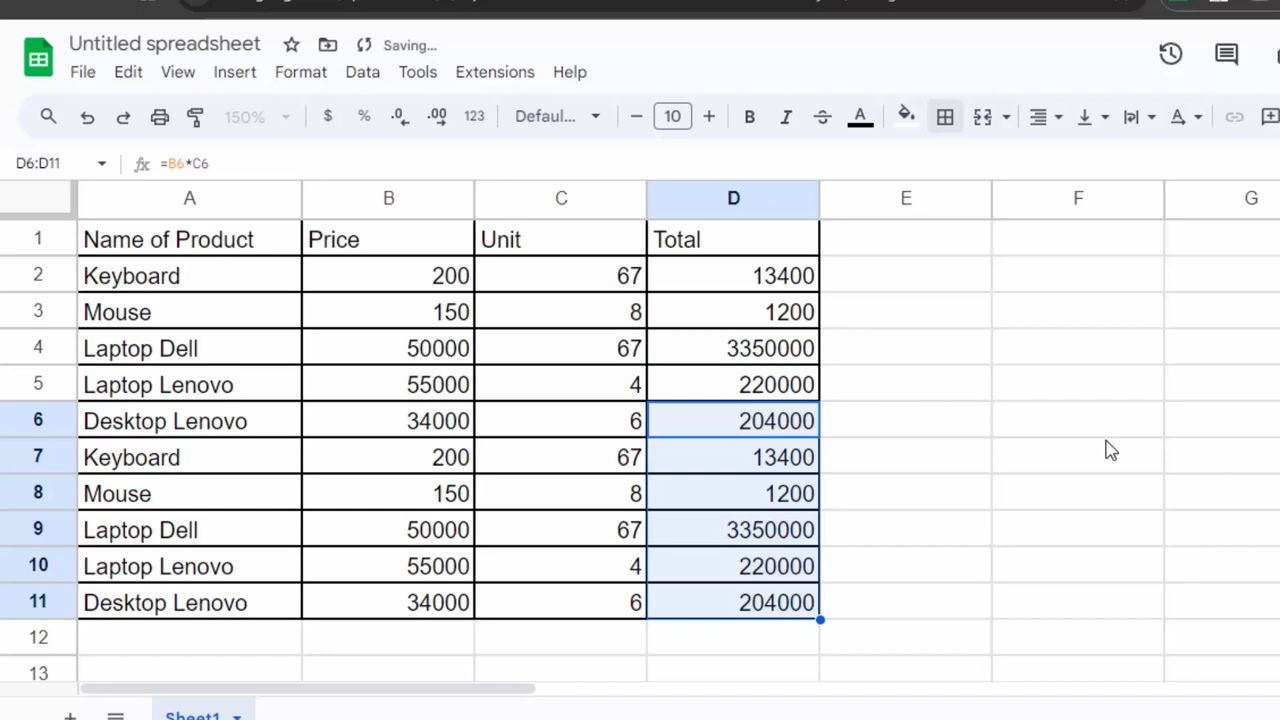 Untitled spreadsheet Saving...
File Edit View Insert Format Data Tools Extensions Help
150% $ % .0 .00 123 Defaul... 10 B I A A
D6:D11 fx =B6*C6
A B C D E F G
1 Name of Product Price Unit Total
2 Keyboard 200 67 13400
3 Mouse 150 8 1200
4 Laptop Dell 50000 67 3350000
5 Laptop Lenovo 55000 4 220000
6 Desktop Lenovo 34000 6 204000
7 Keyboard 200 67 13400
8 Mouse 150 8 1200
9 Laptop Dell 50000 67 3350000
10 Laptop Lenovo 55000 4 220000
11 Desktop Lenovo 34000 6 204000
12
13
Sheet1